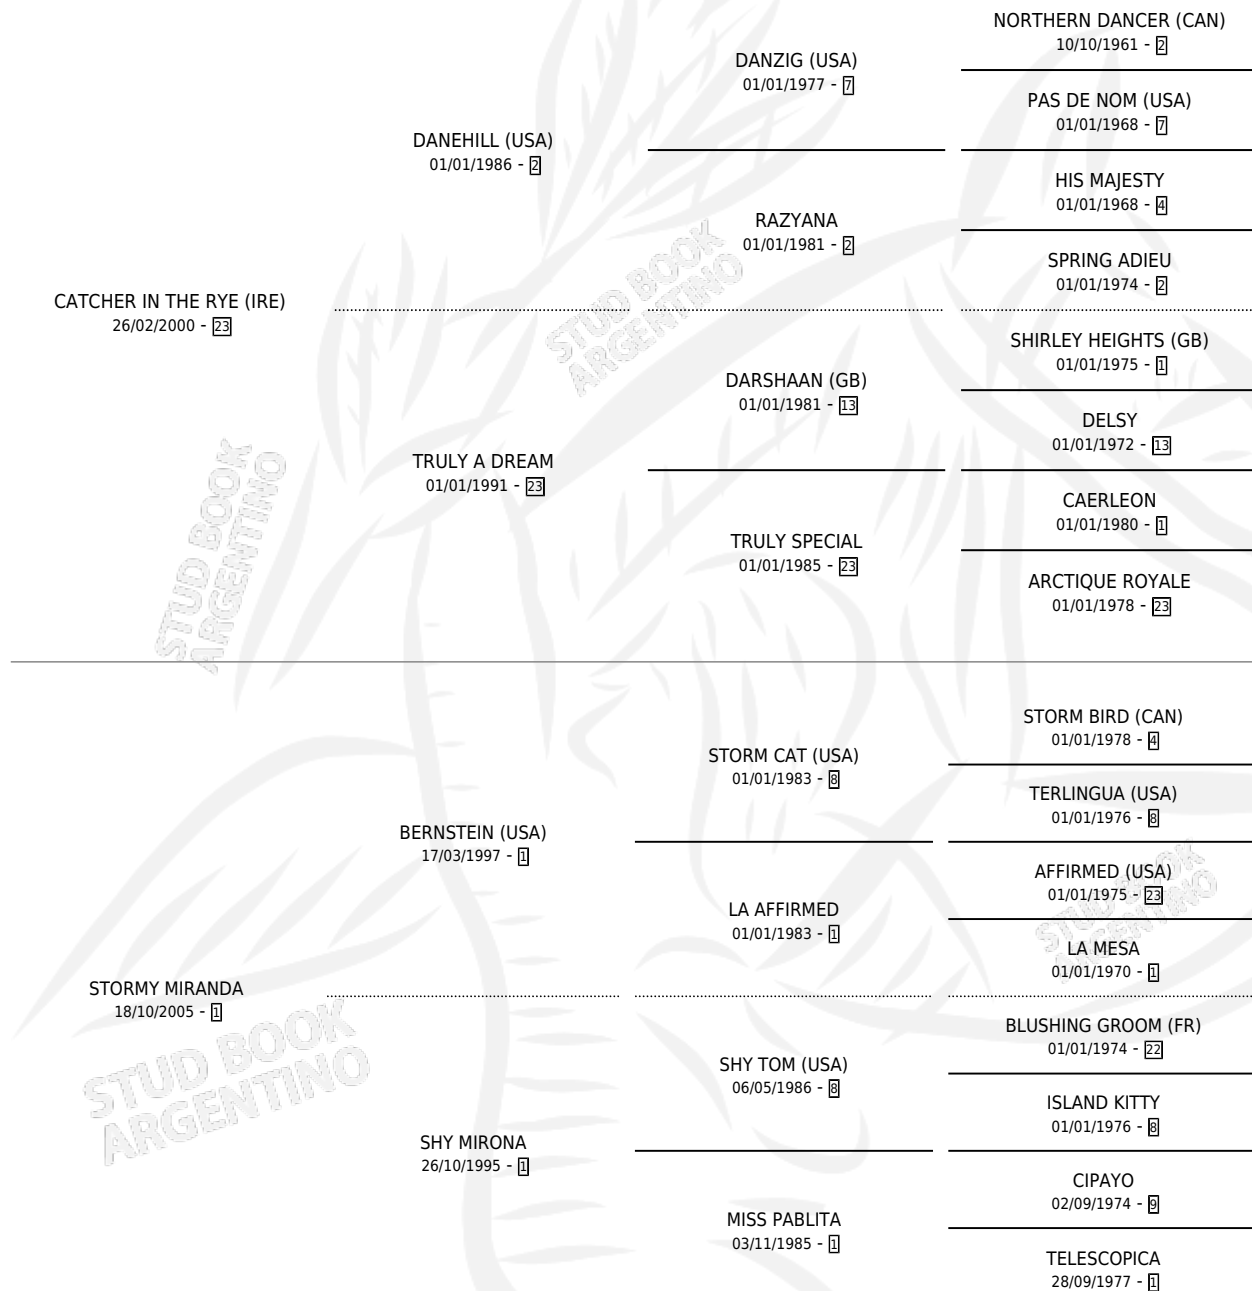 NORTHERN DANCER (CAN)
10/10/1961 - 2
DANZIG (USA)
01/01/1977 - 7
PAS DE NOM (USA)
01/01/1968 - 7
DANEHILL (USA)
01/01/1986 - 2
HIS MAJESTY
01/01/1968 - 4
RAZYANA
01/01/1981 - 2
SPRING ADIEU
01/01/1974 - 2
CATCHER IN THE RYE (IRE)
26/02/2000 - 23
SHIRLEY HEIGHTS (GB)
01/01/1975 - 1
DARSHAAN (GB)
01/01/1981 - 13
DELSY
01/01/1972 - 13
TRULY A DREAM
01/01/1991 - 23
CAERLEON
01/01/1980 - 1
TRULY SPECIAL
01/01/1985 - 23
ARCTIQUE ROYALE
01/01/1978 - 23
STORM BIRD (CAN)
01/01/1978 - 4
STORM CAT (USA)
01/01/1983 - 8
TERLINGUA (USA)
01/01/1976 - 8
BERNSTEIN (USA)
17/03/1997 - 1
AFFIRMED (USA)
01/01/1975 - 23
LA AFFIRMED
01/01/1983 - 1
LA MESA
01/01/1970 - 1
STORMY MIRANDA
18/10/2005 - 1
BLUSHING GROOM (FR)
01/01/1974 - 22
SHY TOM (USA)
06/05/1986 - 8
ISLAND KITTY
01/01/1976 - 8
SHY MIRONA
26/10/1995 - 1
CIPAYO
02/09/1974 - 9
MISS PABLITA
03/11/1985 - 1
TELESCOPICA
28/09/1977 - 1
STUD BOOK
ARGENTINO
STUD BOOK
ARGENTINO
STUD BOOK
ARGENTINO
STUD BOOK
ARGENTINO